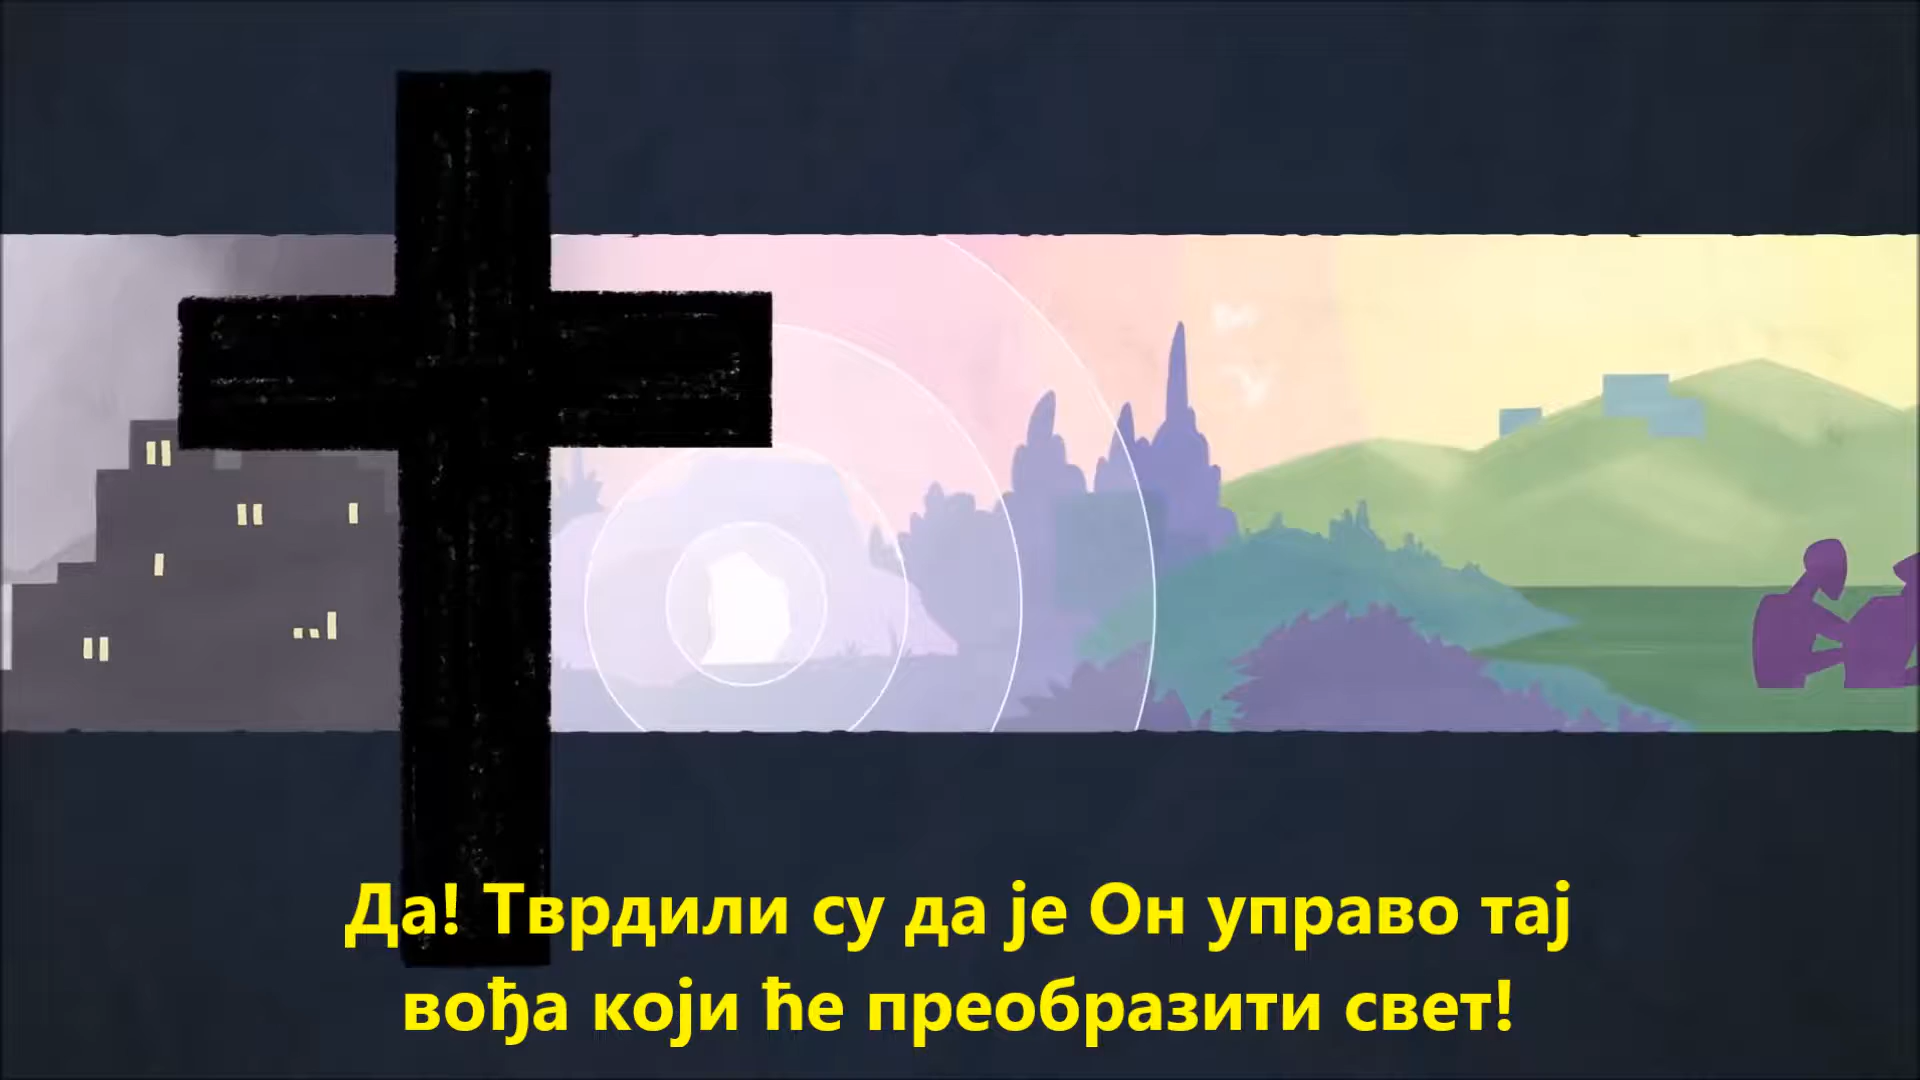 Да! Тврдили су да је Он управо тај
вођа који ће преобразити свет!